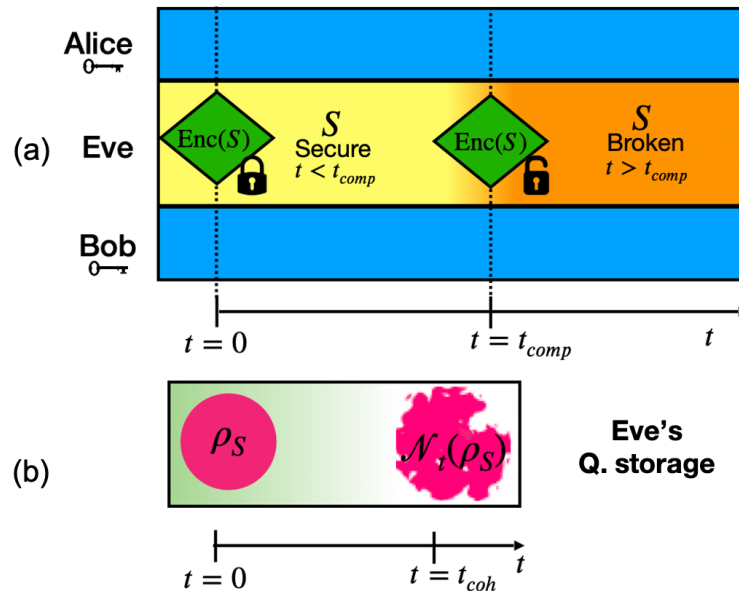 Alice
(a)
Eve
Enc(S)
S
Secure
t < t_comp
Enc(S)
S
Broken
t > t_comp
Bob
t = 0
t = t_comp
t
(b)
ρ_S
𝒩_t(ρ_S)
Eve's
Q. storage
t = 0
t = t_coh
t